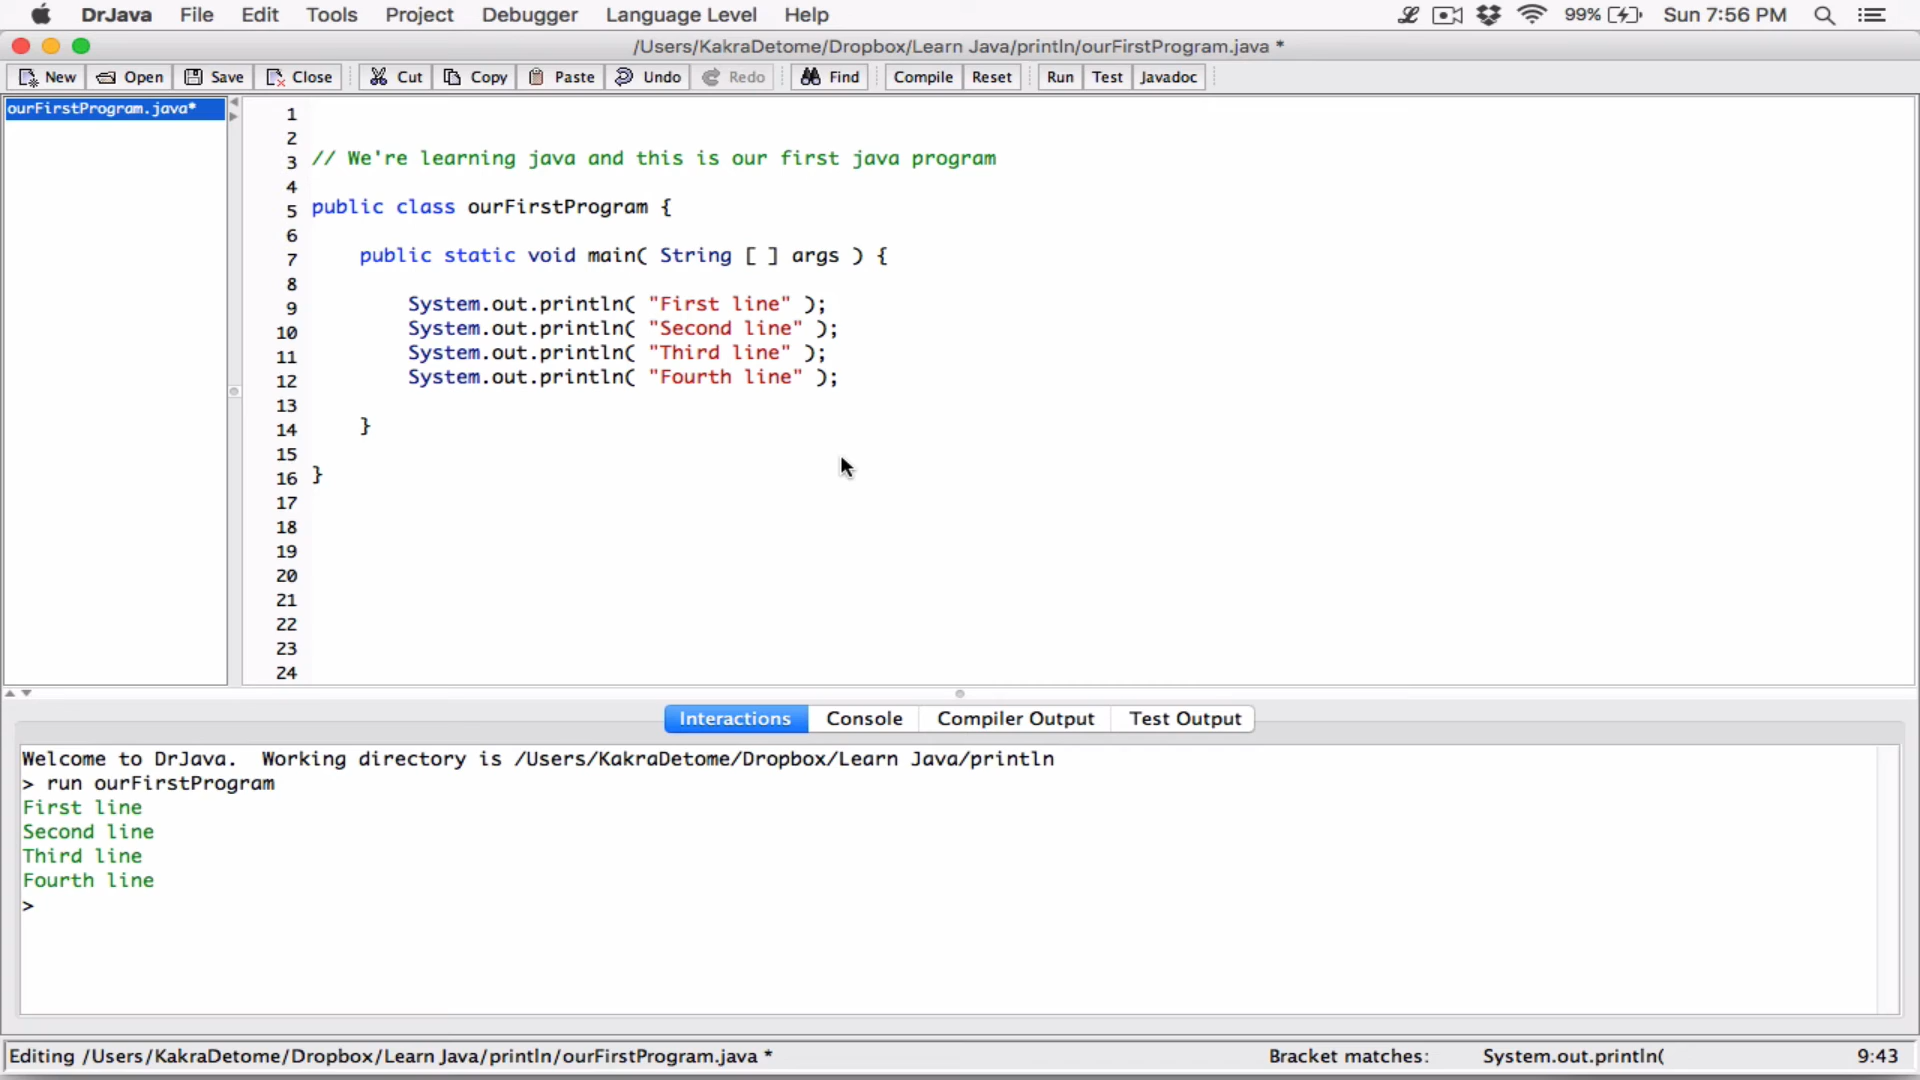 DrJava File Edit Tools Project Debugger Language Level Help 99% Sun 7:56 PM
/Users/KakraDetome/Dropbox/Learn Java/println/ourFirstProgram.java *
New Open Save Close Cut Copy Paste Undo Redo Find Compile Reset Run Test Javadoc
ourFirstProgram.java*
1
2
3 // We're learning java and this is our first java program
4
5 public class ourFirstProgram {
6
7 public static void main( String [ ] args ) {
8
9 System.out.println( "First line" );
10 System.out.println( "Second line" );
11 System.out.println( "Third line" );
12 System.out.println( "Fourth line" );
13
14 }
15
16 }
17
18
19
20
21
22
23
24
Interactions Console Compiler Output Test Output
Welcome to DrJava.  Working directory is /Users/KakraDetome/Dropbox/Learn Java/println
> run ourFirstProgram
First line
Second line
Third line
Fourth line
>
Editing /Users/KakraDetome/Dropbox/Learn Java/println/ourFirstProgram.java * Bracket matches: System.out.println( 9:43